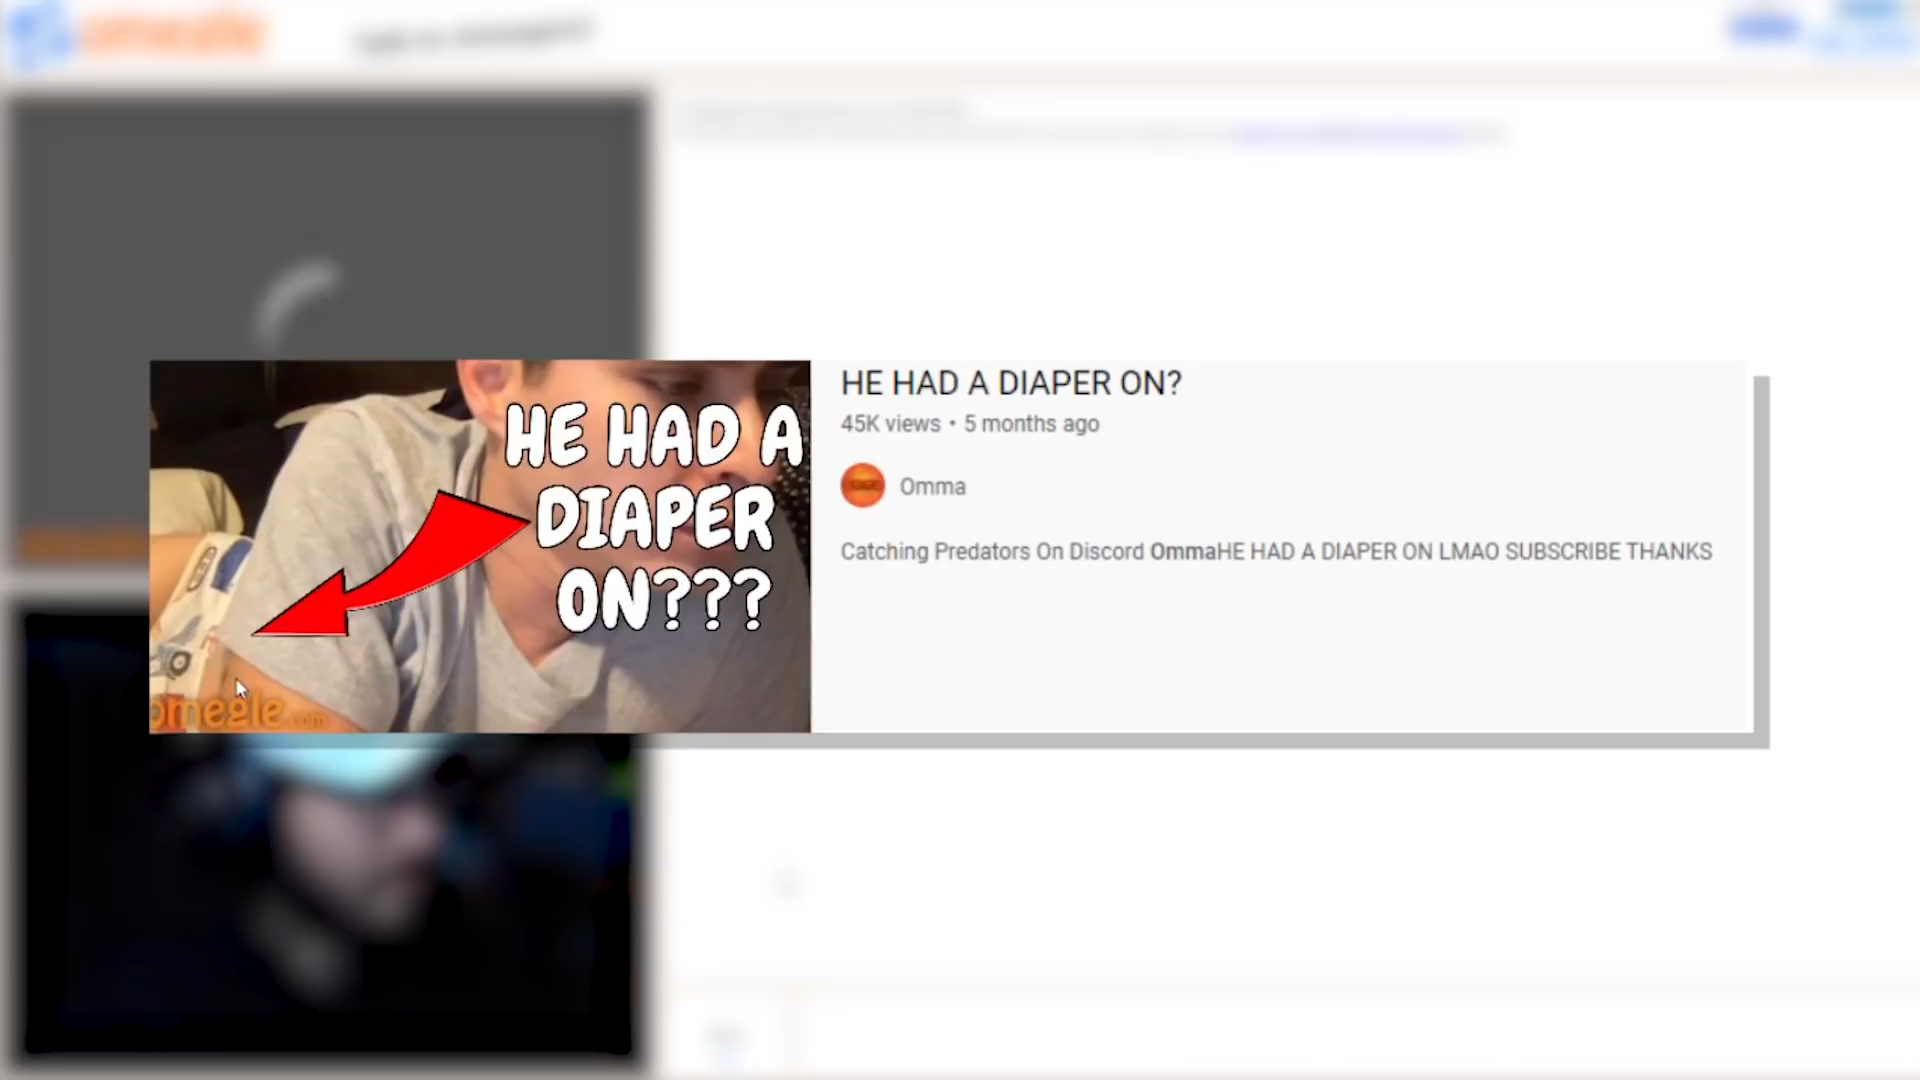 HE HAD A
DIAPER
ON???
omegle.com
HE HAD A DIAPER ON?
45K views • 5 months ago
Omma
Catching Predators On Discord OmmaHE HAD A DIAPER ON LMAO SUBSCRIBE THANKS